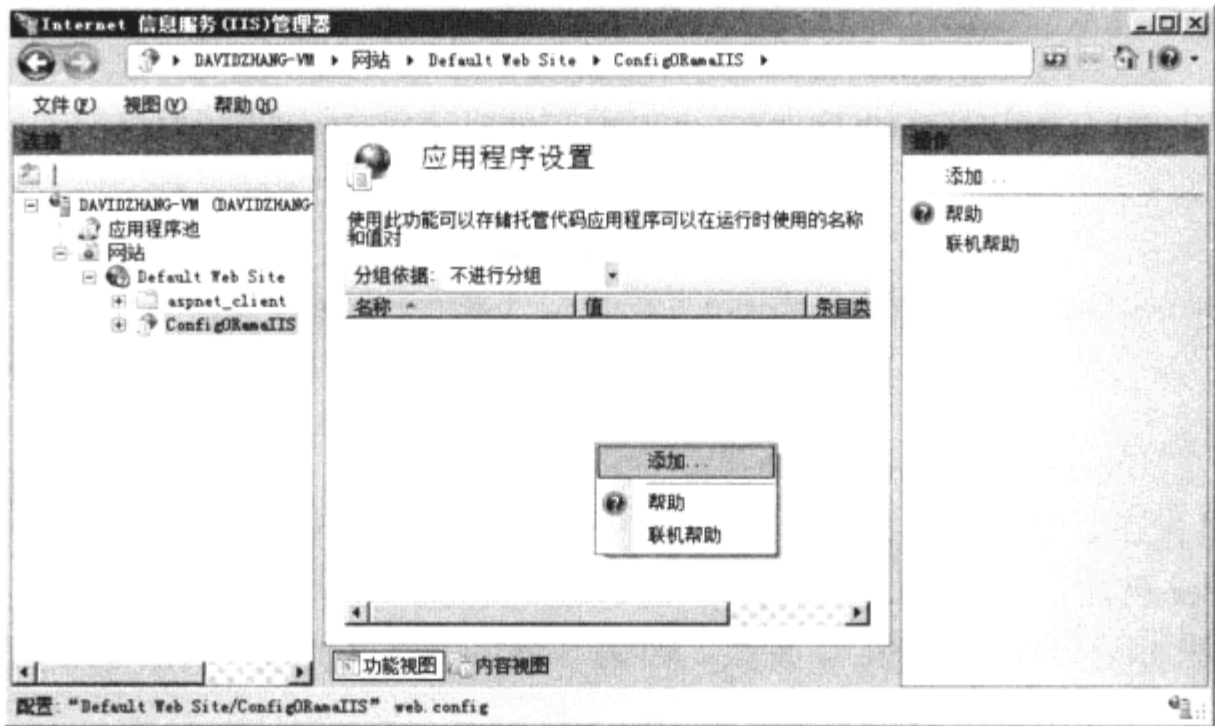 Internet 信息服务(IIS)管理器
DAVIDZHANG-VM ▸ 网站 ▸ Default Web Site ▸ ConfigORamaIIS ▸
文件(F) 视图(V) 帮助(H)
连接
DAVIDZHANG-VM (DAVIDZHANG-
应用程序池
网站
Default Web Site
aspnet_client
ConfigORamaIIS
应用程序设置
使用此功能可以存储托管代码应用程序可以在运行时使用的名称
和值对
分组依据: 不进行分组
名称 值 条目类
添加...
帮助
联机帮助
功能视图 内容视图
操作
添加...
帮助
联机帮助
配置: "Default Web Site/ConfigORamaIIS" web.config